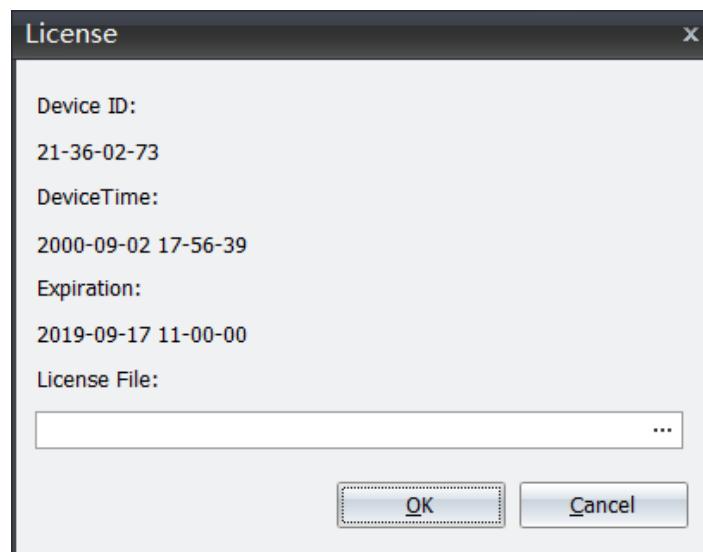 License
Device ID:
21-36-02-73
DeviceTime:
2000-09-02 17-56-39
Expiration:
2019-09-17 11-00-00
License File:
...
OK
Cancel